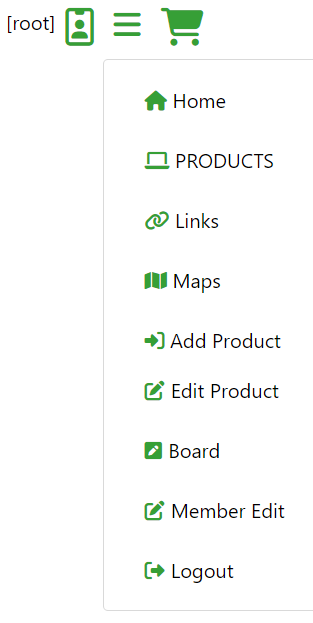 [root]
Home
PRODUCTS
Links
Maps
Add Product
Edit Product
Board
Member Edit
Logout